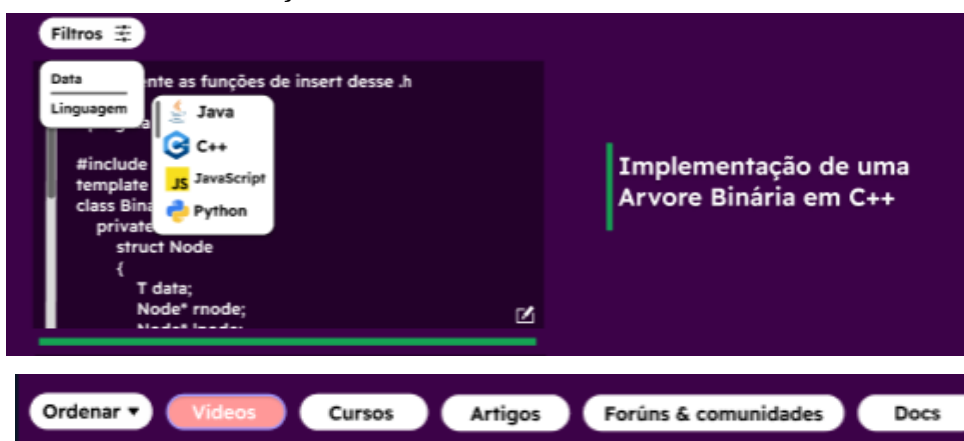 Filtros
Data
Linguagem
nte as funções de insert desse .h
Java
C++
JS JavaScript
Python
#include
template
class Bina
private
struct Node
{
T data;
Node* rnode;
Implementação de uma
Arvore Binária em C++
Ordenar
Videos
Cursos
Artigos
Forúns & comunidades
Docs